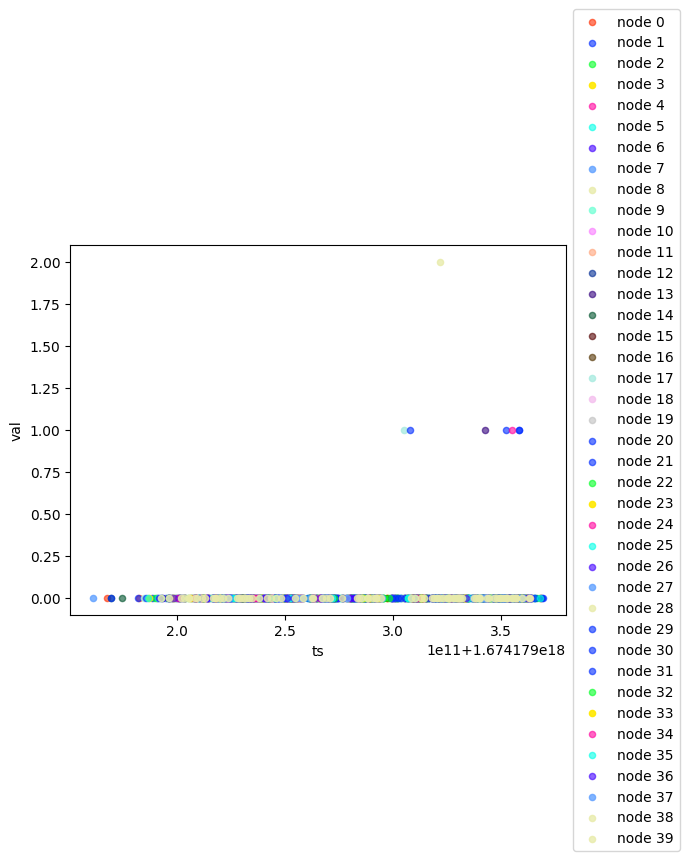 2.00
1.75
1.50
1.25
1.00
0.75
0.50
0.25
0.00
val
2.0 2.5 3.0 3.5
ts
1e11+1.674179e18
node 0
node 1
node 2
node 3
node 4
node 5
node 6
node 7
node 8
node 9
node 10
node 11
node 12
node 13
node 14
node 15
node 16
node 17
node 18
node 19
node 20
node 21
node 22
node 23
node 24
node 25
node 26
node 27
node 28
node 29
node 30
node 31
node 32
node 33
node 34
node 35
node 36
node 37
node 38
node 39